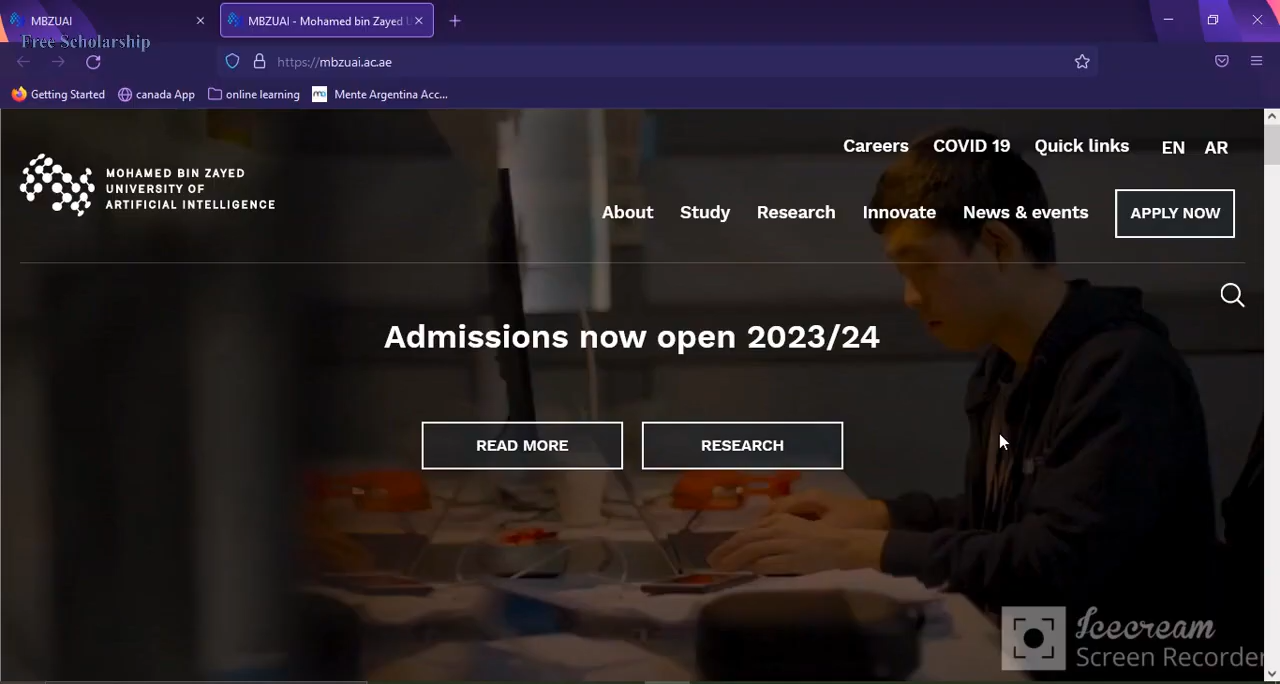 MBZUAI
MBZUAI - Mohamed bin Zayed U
Free Scholarship
https://mbzuai.ac.ae
Getting Started
canada App
online learning
mo
Mente Argentina Acc...
Careers
COVID 19
Quick links
EN
AR
MOHAMED BIN ZAYED
UNIVERSITY OF
ARTIFICIAL INTELLIGENCE
About
Study
Research
Innovate
News & events
APPLY NOW
Admissions now open 2023/24
READ MORE
RESEARCH
Icecream
Screen Recorder